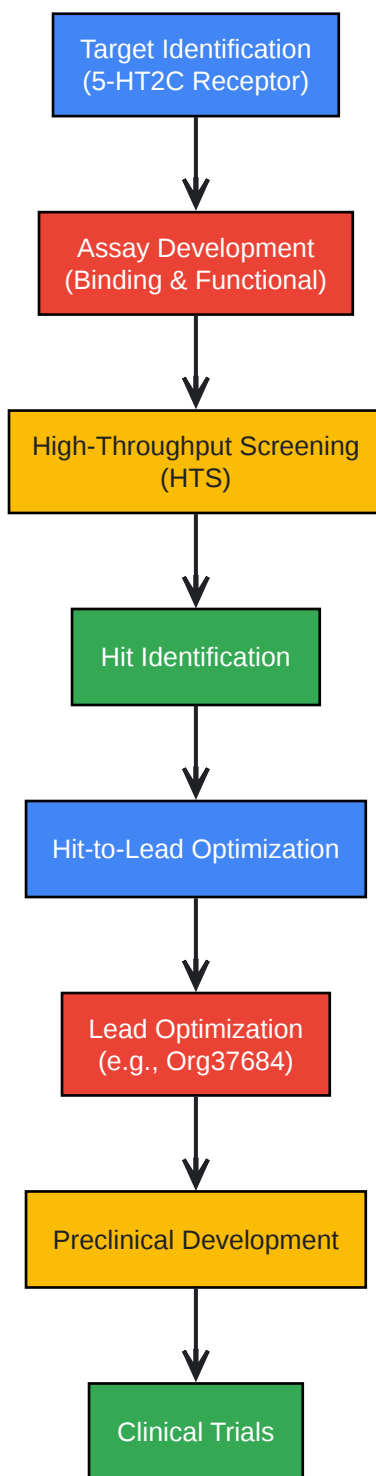 Target Identification
(5-HT2C Receptor)
Assay Development
(Binding & Functional)
High-Throughput Screening
(HTS)
Hit Identification
Hit-to-Lead Optimization
Lead Optimization
(e.g., Org37684)
Preclinical Development
Clinical Trials